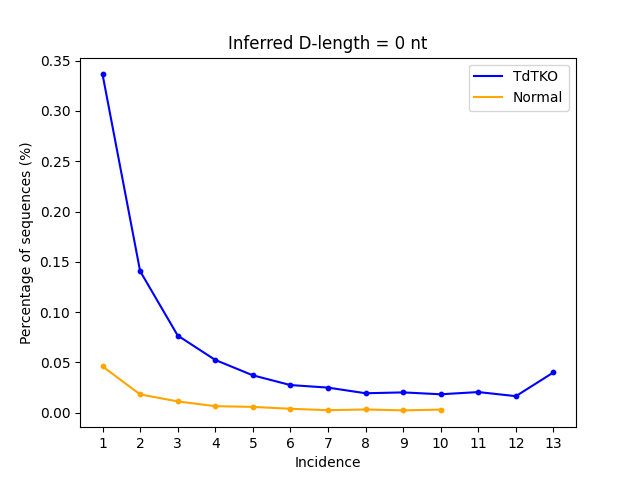 Inferred D-length = 0 nt
TdTKO
Normal
Percentage of sequences (%)
0.35
0.30
0.25
0.20
0.15
0.10
0.05
0.00
1 2 3 4 5 6 7 8 9 10 11 12 13
Incidence